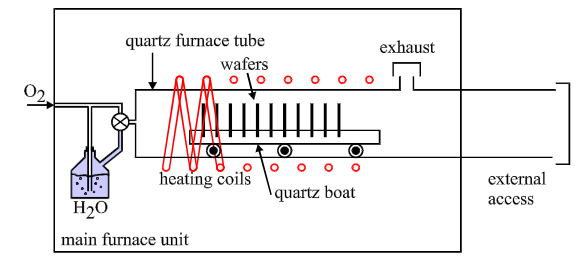 quartz furnace tube
wafers
exhaust
O2
heating coils
quartz boat
external
access
H2O
main furnace unit